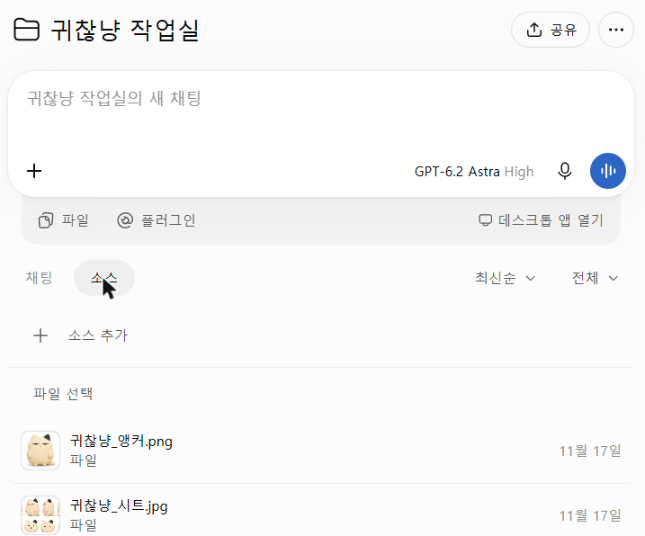 귀찮냥 작업실
공유
귀찮냥 작업실의 새 채팅
GPT-6.2 Astra High
파일
플러그인
데스크톱 앱 열기
채팅
소스
최신순
전체
소스 추가
파일 선택
귀찮냥_앵커.png
파일
11월 17일
귀찮냥_시트.jpg
파일
11월 17일